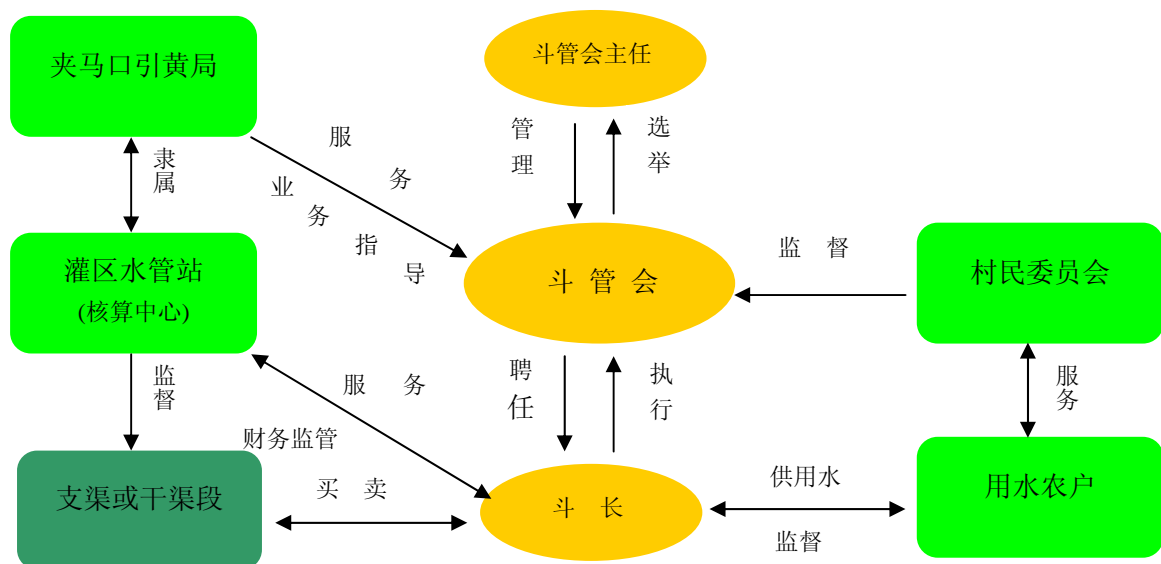 夹马口引黄局
斗管会主任
服务
业务指导
管理
选举
隶属
灌区水管站
(核算中心)
斗 管 会
监 督
村民委员会
监督
服 务
财务监管
聘任
执行
服务
支渠或干渠段
买 卖
斗 长
供用水
监督
用水农户